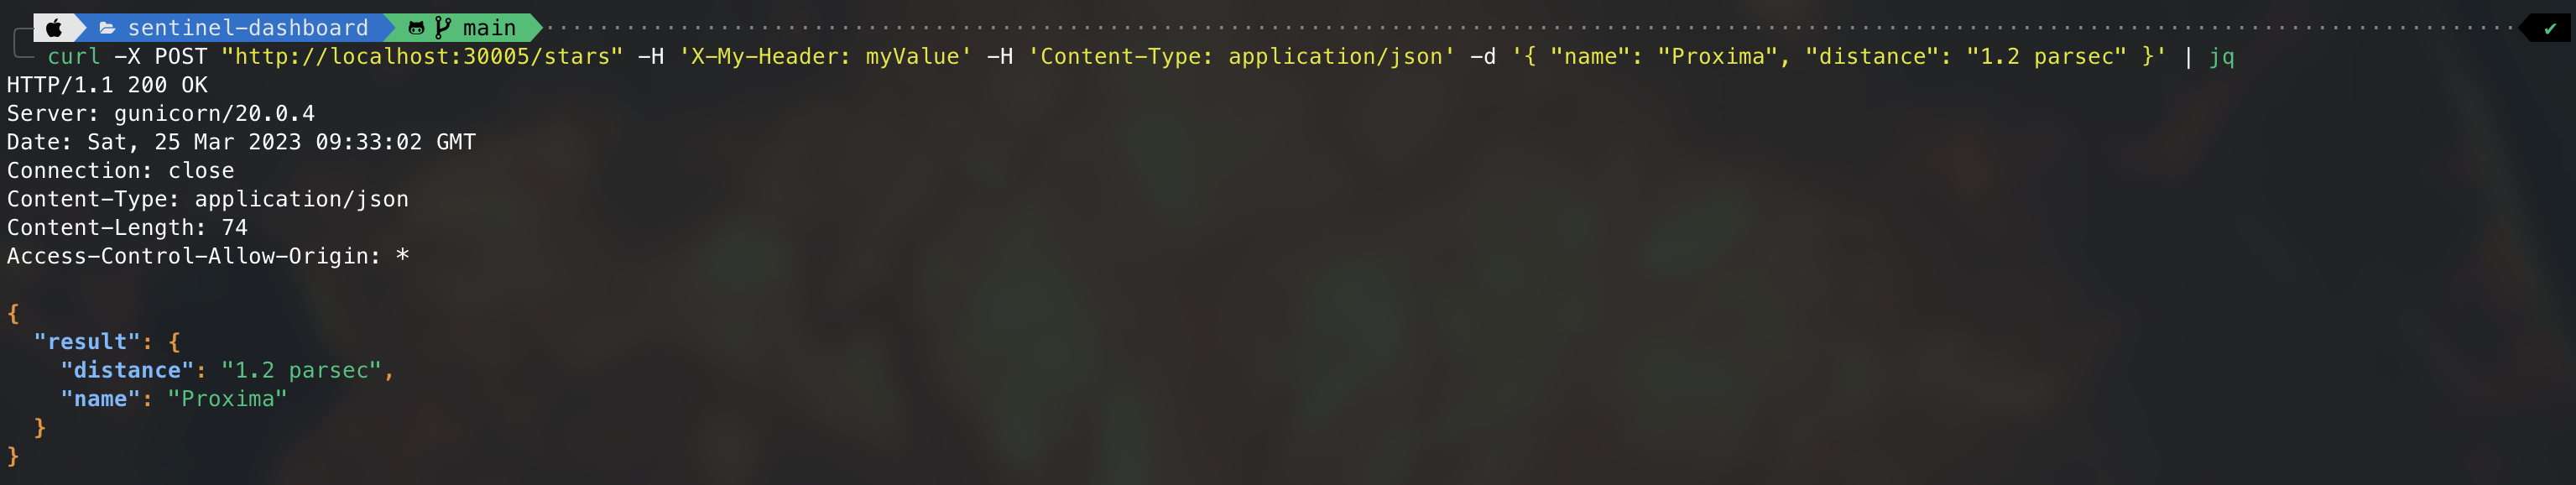 sentinel-dashboard main ✔
curl -X POST "http://localhost:30005/stars" -H 'X-My-Header: myValue' -H 'Content-Type: application/json' -d '{ "name": "Proxima", "distance": "1.2 parsec" }' | jq
HTTP/1.1 200 OK
Server: gunicorn/20.0.4
Date: Sat, 25 Mar 2023 09:33:02 GMT
Connection: close
Content-Type: application/json
Content-Length: 74
Access-Control-Allow-Origin: *
{
  "result": {
    "distance": "1.2 parsec",
    "name": "Proxima"
  }
}